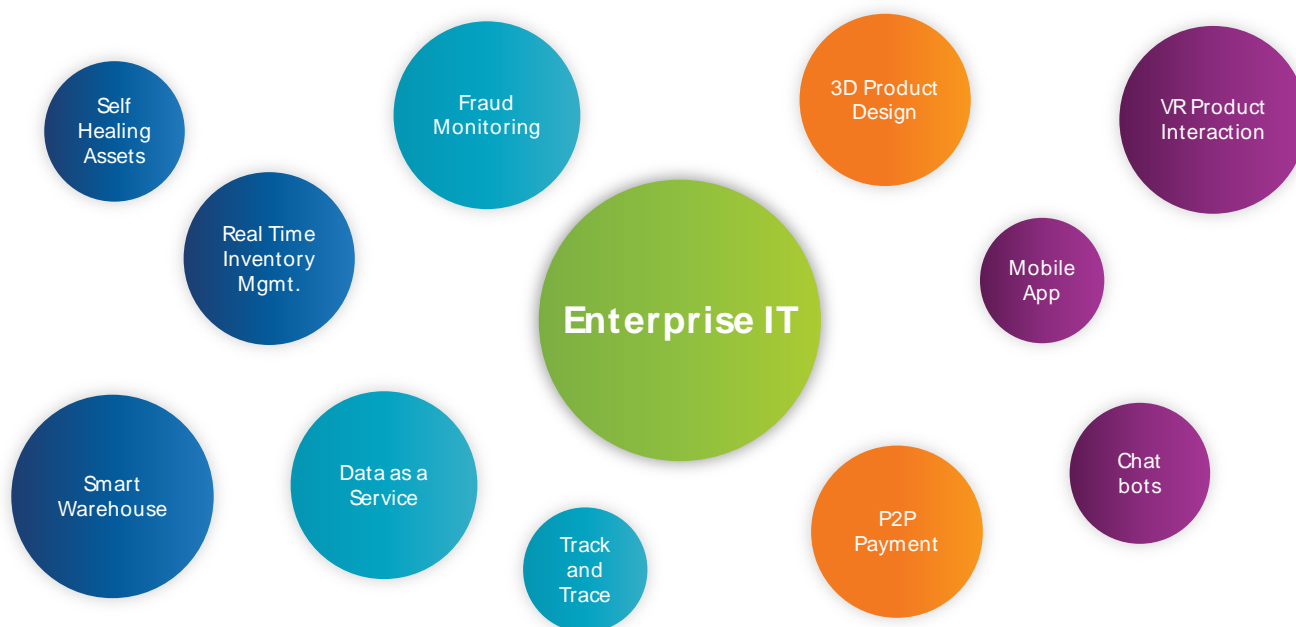 Self
Healing
Assets
Fraud
Monitoring
3D Product
Design
VR Product
Interaction
Real Time
Inventory
Mgmt.
Enterprise IT
Mobile
App
Smart
Warehouse
Data as a
Service
Track
and
Trace
P2P
Payment
Chat
bots